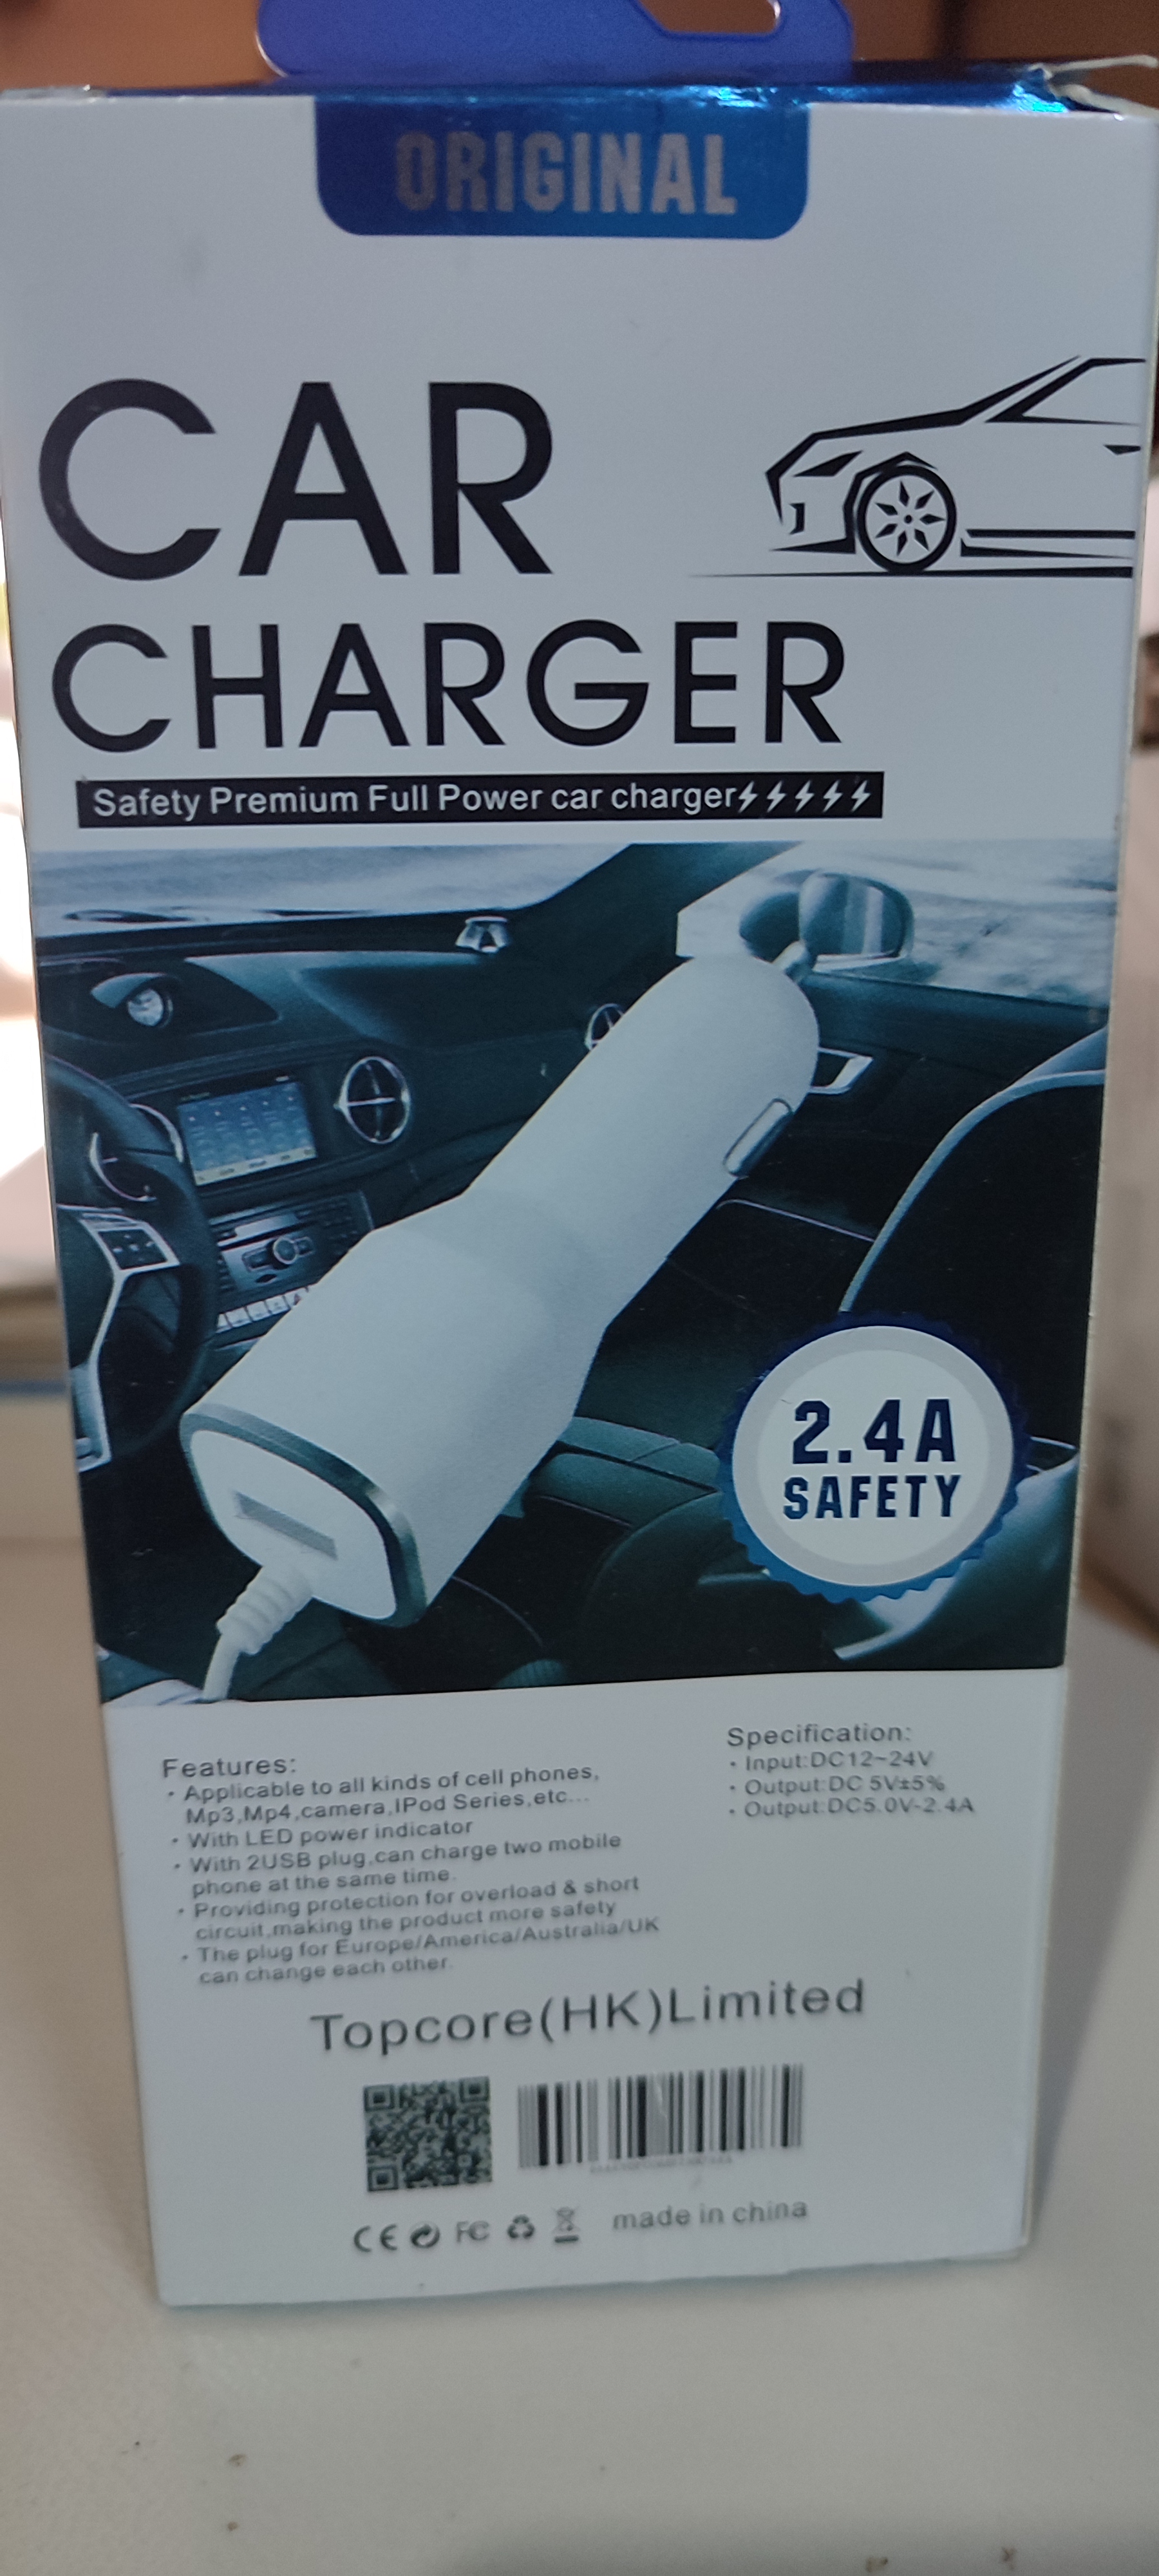 ORIGINAL
CAR
CHARGER
Safety Premium Full Power car charger
2.4A
SAFETY
Features:
· Applicable to all kinds of cell phones,
Mp3,Mp4,camera,IPod Series,etc...
· With LED power indicator
· With 2USB plug,can charge two mobile
phone at the same time.
· Providing protection for overload & short
circuit,making the product more safety
· The plug for Europe/America/Australia/UK
can change each other.
Specification:
· Input:DC12~24V
· Output:DC 5V±5%
· Output:DC5.0V-2.4A
Topcore(HK)Limited
CE FC made in china